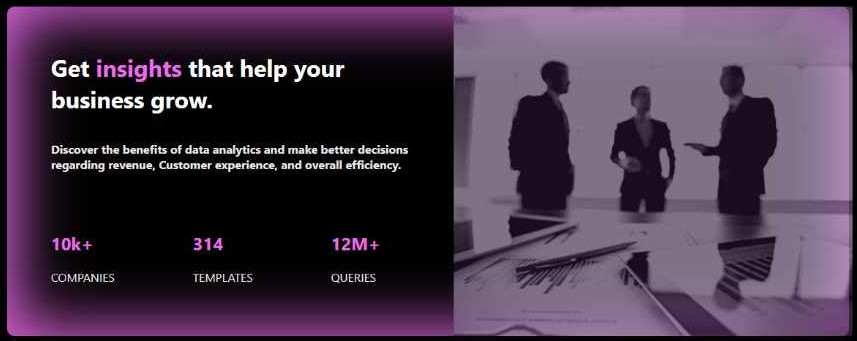 Get insights that help your
business grow.
Discover the benefits of data analytics and make better decisions
regarding revenue, Customer experience, and overall efficiency.
10k+ 314 12M+
COMPANIES TEMPLATES QUERIES